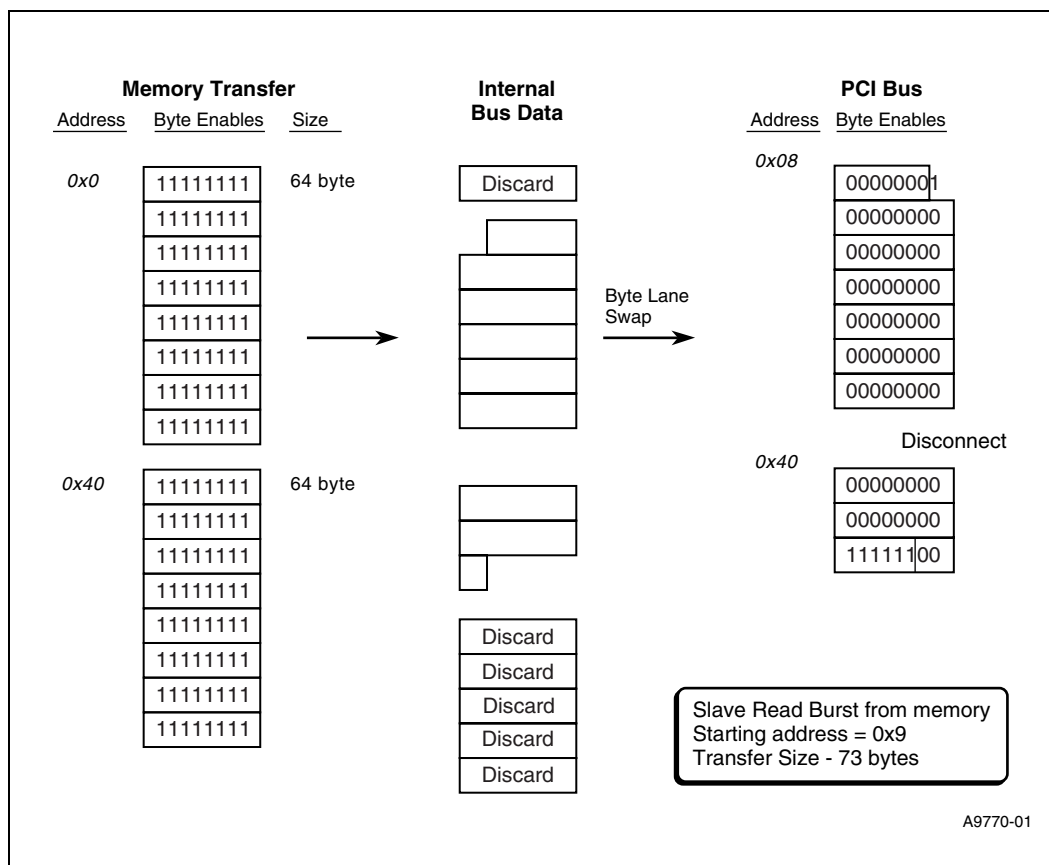 Memory Transfer
Address Byte Enables Size
0x0 11111111 64 byte
11111111
11111111
11111111
11111111
11111111
11111111
11111111
0x40 11111111 64 byte
11111111
11111111
11111111
11111111
11111111
11111111
11111111
Internal
Bus Data
Discard
Discard
Discard
Discard
Discard
Discard
Byte Lane
Swap
PCI Bus
Address Byte Enables
0x08
00000001
00000000
00000000
00000000
00000000
00000000
00000000
Disconnect
0x40
00000000
00000000
11111100
Slave Read Burst from memory
Starting address = 0x9
Transfer Size - 73 bytes
A9770-01